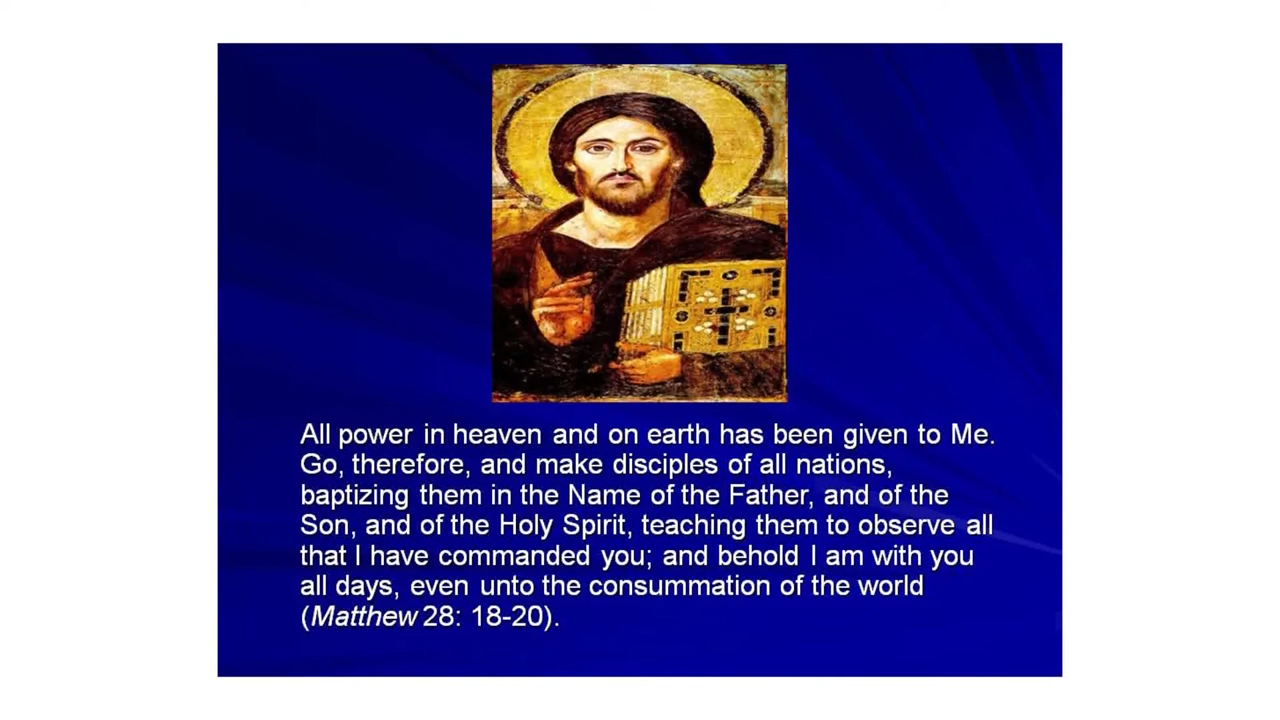 All power in heaven and on earth has been given to Me.
Go, therefore, and make disciples of all nations,
baptizing them in the Name of the Father, and of the
Son, and of the Holy Spirit, teaching them to observe all
that I have commanded you; and behold I am with you
all days, even unto the consummation of the world
(Matthew 28: 18-20).